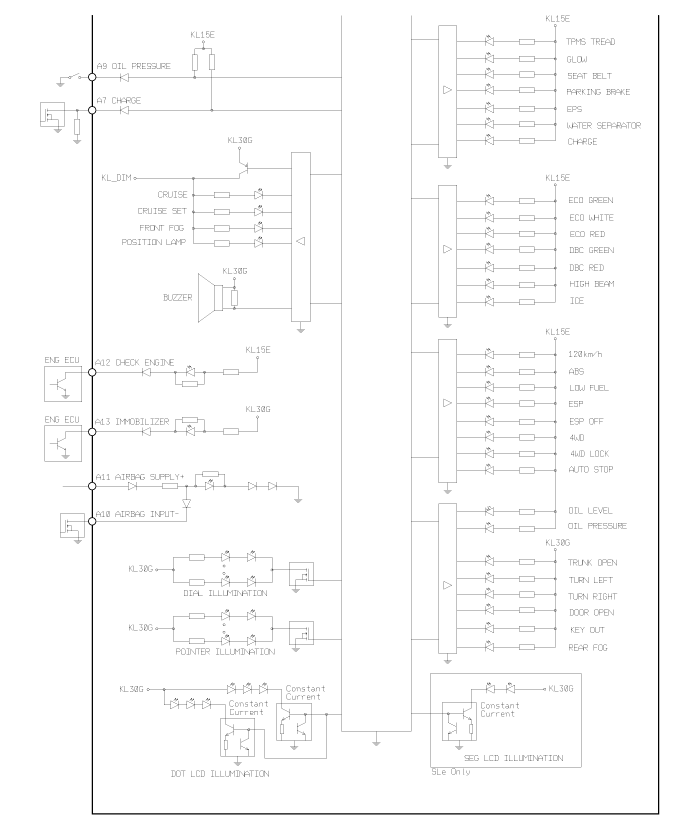 KL15E
A9 OIL PRESSURE
A7 CHARGE
KL30G
KL_DIM
CRUISE
CRUISE SET
FRONT FOG
POSITION LAMP
KL30G
BUZZER
ENG ECU
A12 CHECK ENGINE
KL15E
ENG ECU
A13 IMMOBILIZER
KL30G
A11 AIRBAG SUPPLY+
A10 AIRBAG INPUT-
KL30G
DIAL ILLUMINATION
KL30G
POINTER ILLUMINATION
KL30G
Constant
Current
Constant
Current
DOT LCD ILLUMINATION
KL15E
TPMS TREAD
GLOW
SEAT BELT
PARKING BRAKE
EPS
WATER SEPARATOR
CHARGE
KL15E
ECO GREEN
ECO WHITE
ECO RED
DBC GREEN
DBC RED
HIGH BEAM
ICE
KL15E
120km/h
ABS
LOW FUEL
ESP
ESP OFF
4WD
4WD LOCK
AUTO STOP
OIL LEVEL
OIL PRESSURE
KL30G
TRUNK OPEN
TURN LEFT
TURN RIGHT
DOOR OPEN
KEY OUT
REAR FOG
KL30G
Constant
Current
SEG LCD ILLUMINATION
SLe Only